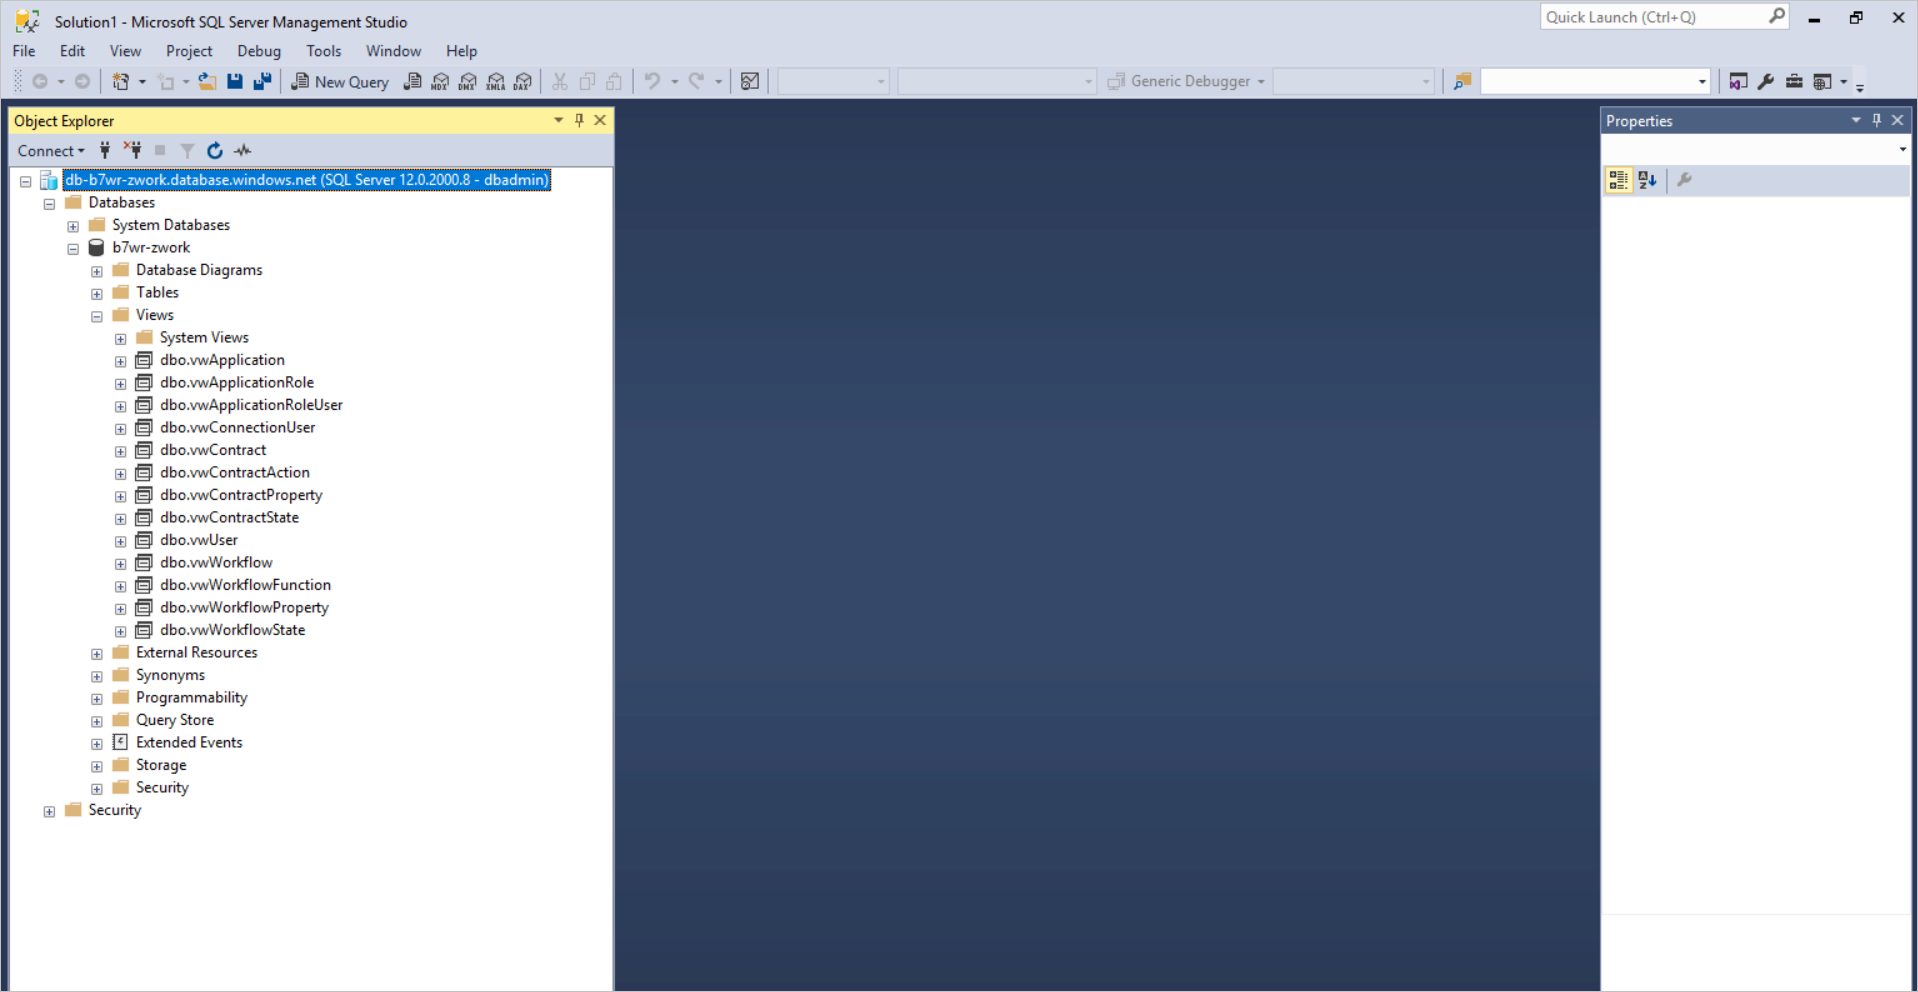 Solution1 - Microsoft SQL Server Management Studio
Quick Launch (Ctrl+Q)
File Edit View Project Debug Tools Window Help
New Query MDX DMX XMLA DAX Generic Debugger
Object Explorer
Properties
Connect
db-b7wr-zwork.database.windows.net (SQL Server 12.0.2000.8 - dbadmin)
Databases
System Databases
b7wr-zwork
Database Diagrams
Tables
Views
System Views
dbo.vwApplication
dbo.vwApplicationRole
dbo.vwApplicationRoleUser
dbo.vwConnectionUser
dbo.vwContract
dbo.vwContractAction
dbo.vwContractProperty
dbo.vwContractState
dbo.vwUser
dbo.vwWorkflow
dbo.vwWorkflowFunction
dbo.vwWorkflowProperty
dbo.vwWorkflowState
External Resources
Synonyms
Programmability
Query Store
Extended Events
Storage
Security
Security